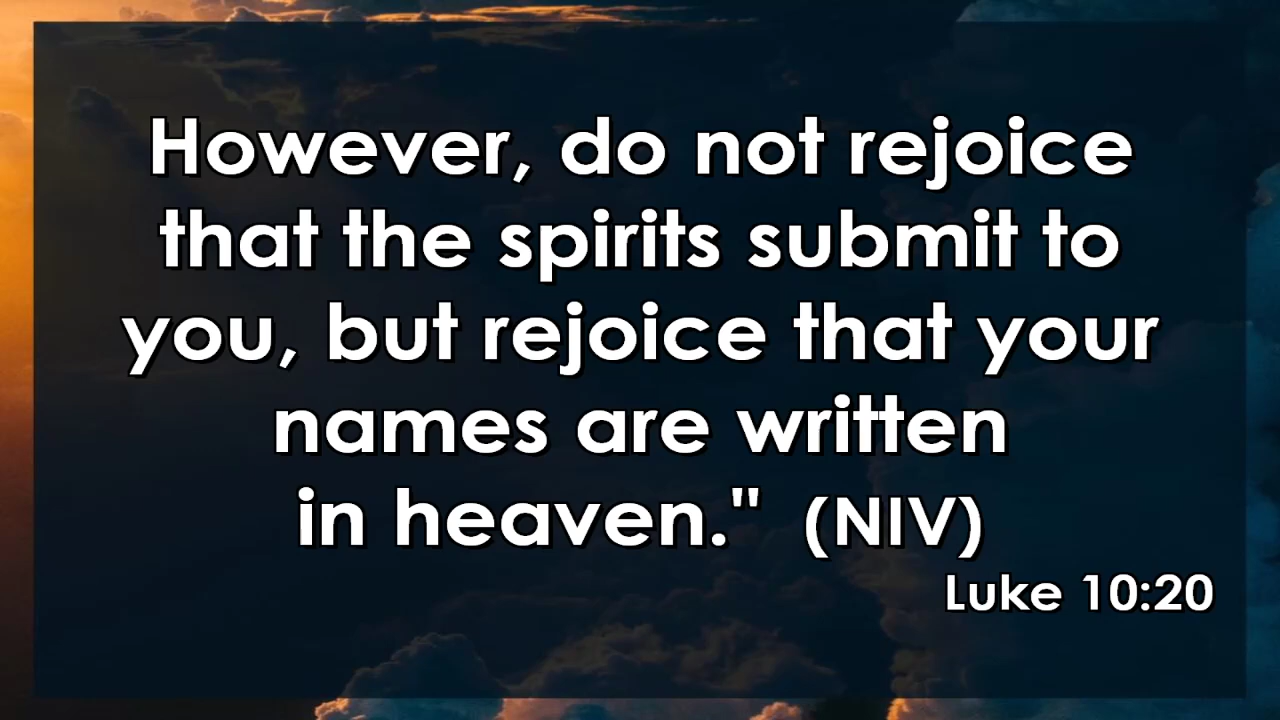 However, do not rejoice
that the spirits submit to
you, but rejoice that your
names are written
in heaven." (NIV)
Luke 10:20